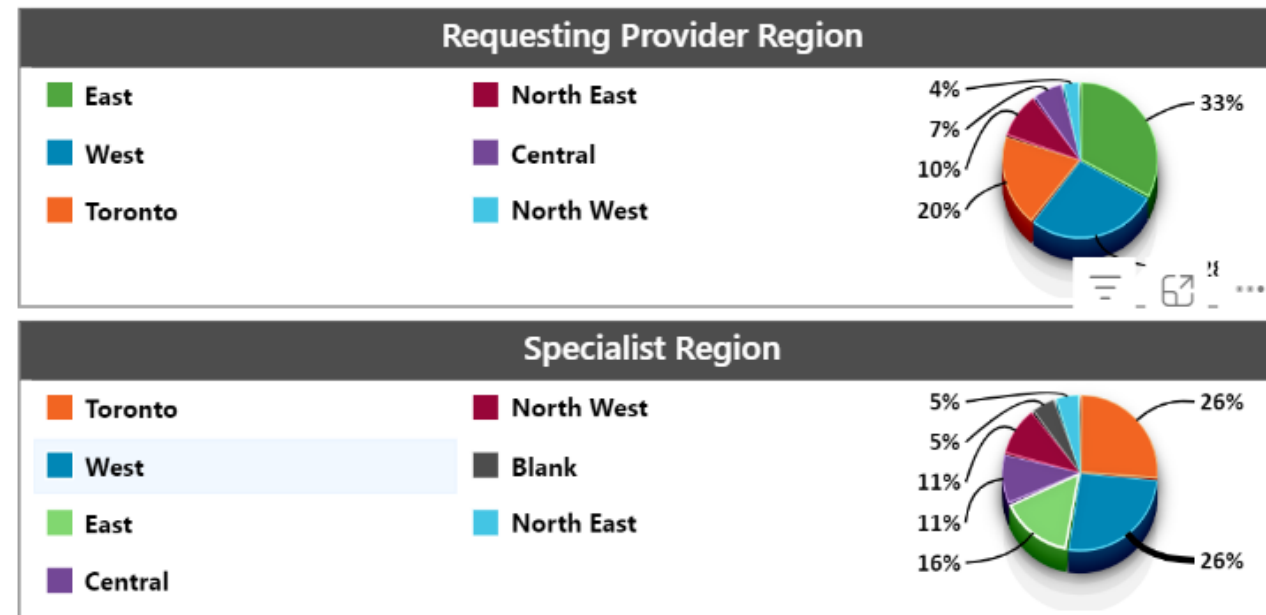 Requesting Provider Region
East
North East
West
Central
Toronto
North West
4%
33%
7%
10%
20%
Specialist Region
Toronto
North West
West
Blank
East
North East
Central
5%
26%
5%
11%
11%
16%
26%